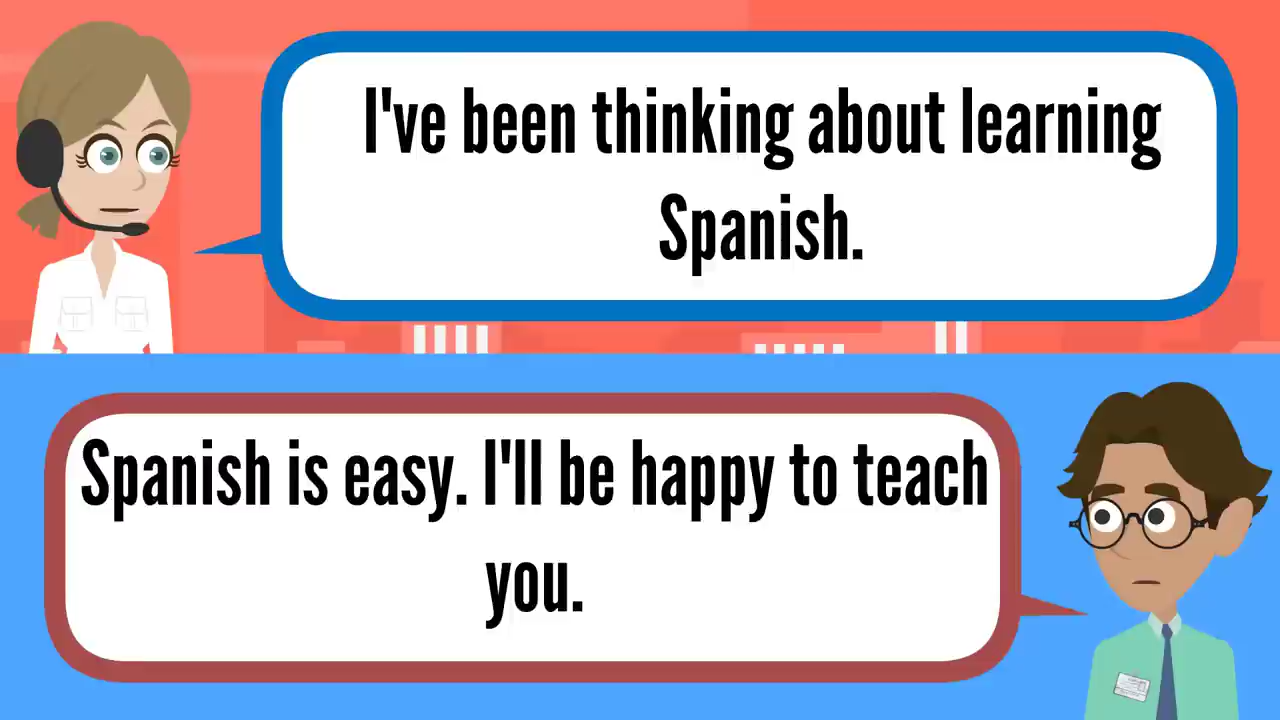 I've been thinking about learning
Spanish.
Spanish is easy. I'll be happy to teach
you.